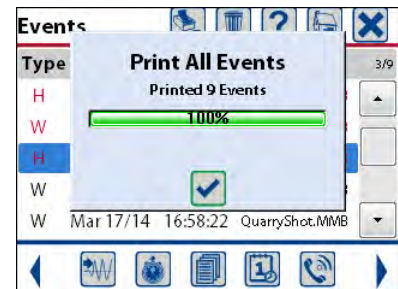 Events
Type
3/9
Print All Events
Printed 9 Events
100%
H
W
H
W
W Mar 17/14 16:58:22 QuarryShot.MMB
?
1